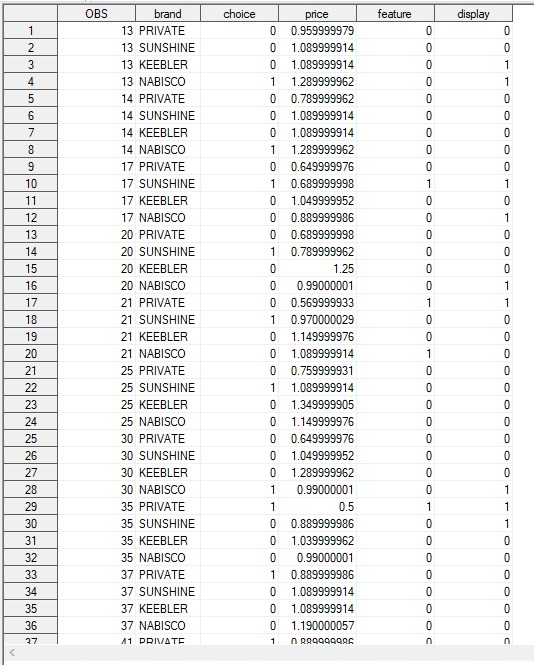 OBS brand choice price feature display
1 13 PRIVATE 0 0.959999979 0 0
2 13 SUNSHINE 0 1.089999914 0 0
3 13 KEEBLER 0 1.089999914 0 1
4 13 NABISCO 1 1.289999962 0 1
5 14 PRIVATE 0 0.789999962 0 0
6 14 SUNSHINE 0 1.089999914 0 0
7 14 KEEBLER 0 1.089999914 0 0
8 14 NABISCO 1 1.289999962 0 0
9 17 PRIVATE 0 0.649999976 0 0
10 17 SUNSHINE 1 0.689999998 1 1
11 17 KEEBLER 0 1.049999952 0 0
12 17 NABISCO 0 0.889999986 0 1
13 20 PRIVATE 0 0.689999998 0 0
14 20 SUNSHINE 1 0.789999962 0 0
15 20 KEEBLER 0 1.25 0 0
16 20 NABISCO 0 0.99000001 0 1
17 21 PRIVATE 0 0.569999933 1 1
18 21 SUNSHINE 1 0.970000029 0 0
19 21 KEEBLER 0 1.149999976 0 0
20 21 NABISCO 0 1.089999914 1 0
21 25 PRIVATE 0 0.759999931 0 0
22 25 SUNSHINE 1 1.089999914 0 0
23 25 KEEBLER 0 1.349999905 0 0
24 25 NABISCO 0 1.149999976 0 0
25 30 PRIVATE 0 0.649999976 0 0
26 30 SUNSHINE 0 1.049999952 0 0
27 30 KEEBLER 0 1.289999962 0 0
28 30 NABISCO 1 0.99000001 0 1
29 35 PRIVATE 1 0.5 1 1
30 35 SUNSHINE 0 0.889999986 0 1
31 35 KEEBLER 0 1.039999962 0 0
32 35 NABISCO 0 0.99000001 0 0
33 37 PRIVATE 1 0.889999986 0 0
34 37 SUNSHINE 0 1.089999914 0 0
35 37 KEEBLER 0 1.089999914 0 0
36 37 NABISCO 0 1.190000057 0 0
37 41 PRIVATE 1 0.889999986 0 0